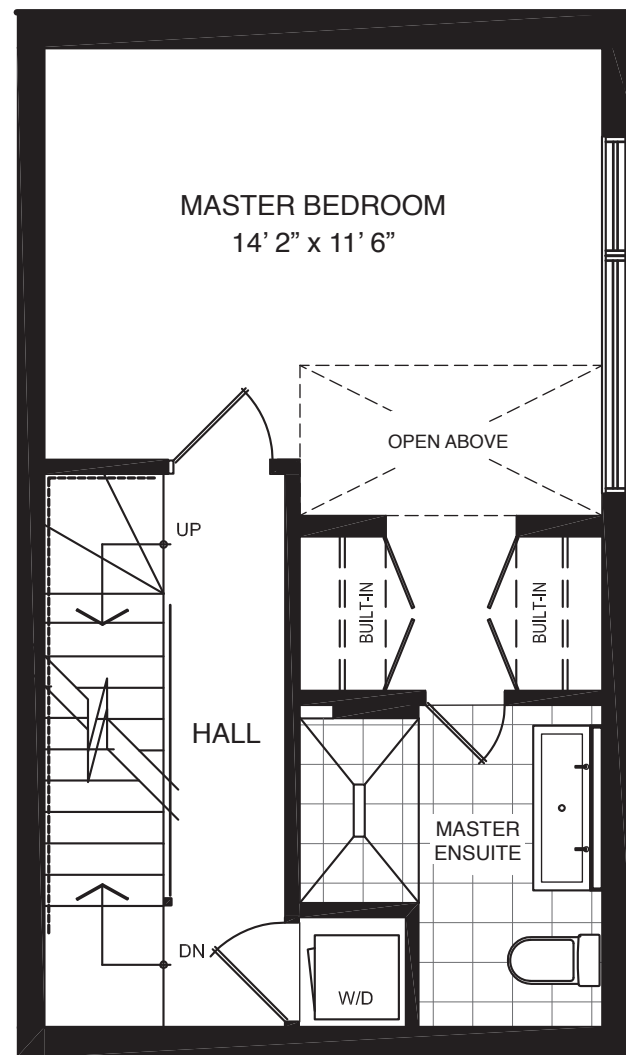 MASTER BEDROOM
14’ 2” x 11’ 6”
OPEN ABOVE
UP
BUILT-IN
BUILT-IN
HALL
MASTER
ENSUITE
DN
W/D